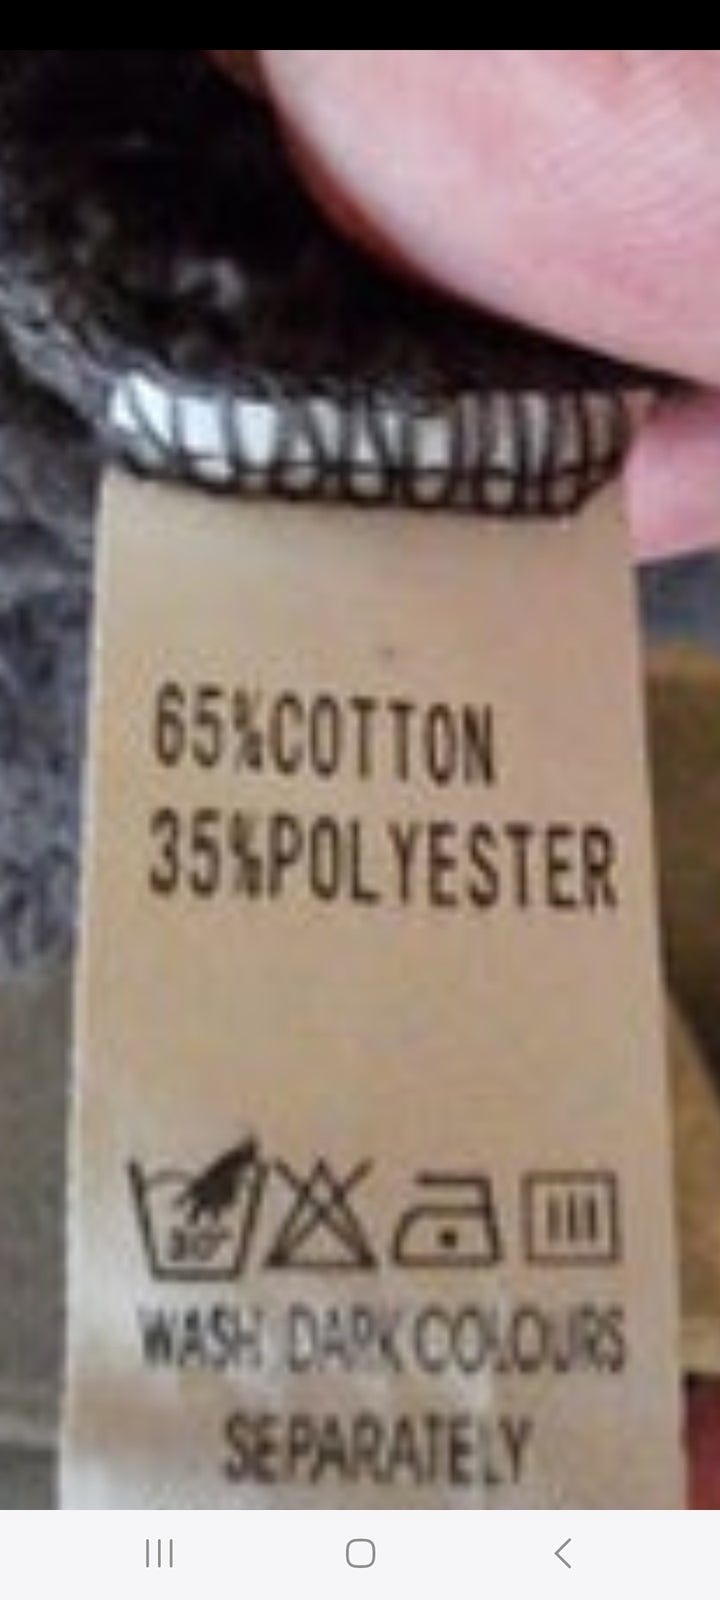 65%COTTON
35%POLYESTER
30°
WASH DARK COLOURS
SEPARATELY